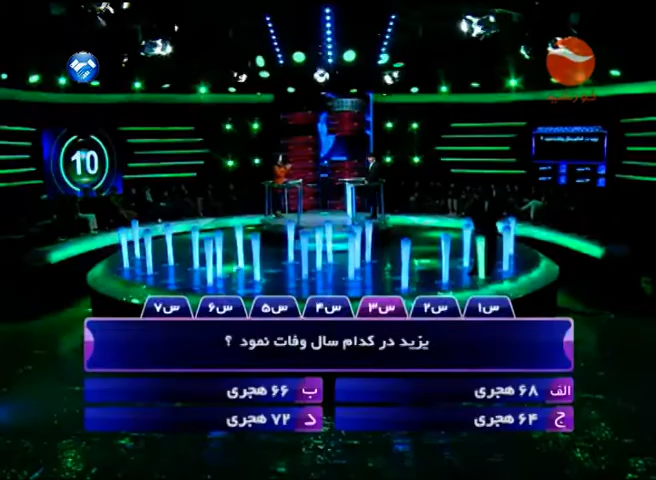 10
س۱ س۲ س۳ س۴ س۵ س۶ س۷
یزید در کدام سال وفات نمود ؟
الف ۶۸ هجری
ب ۶۶ هجری
ج ۶۴ هجری
د ۷۲ هجری